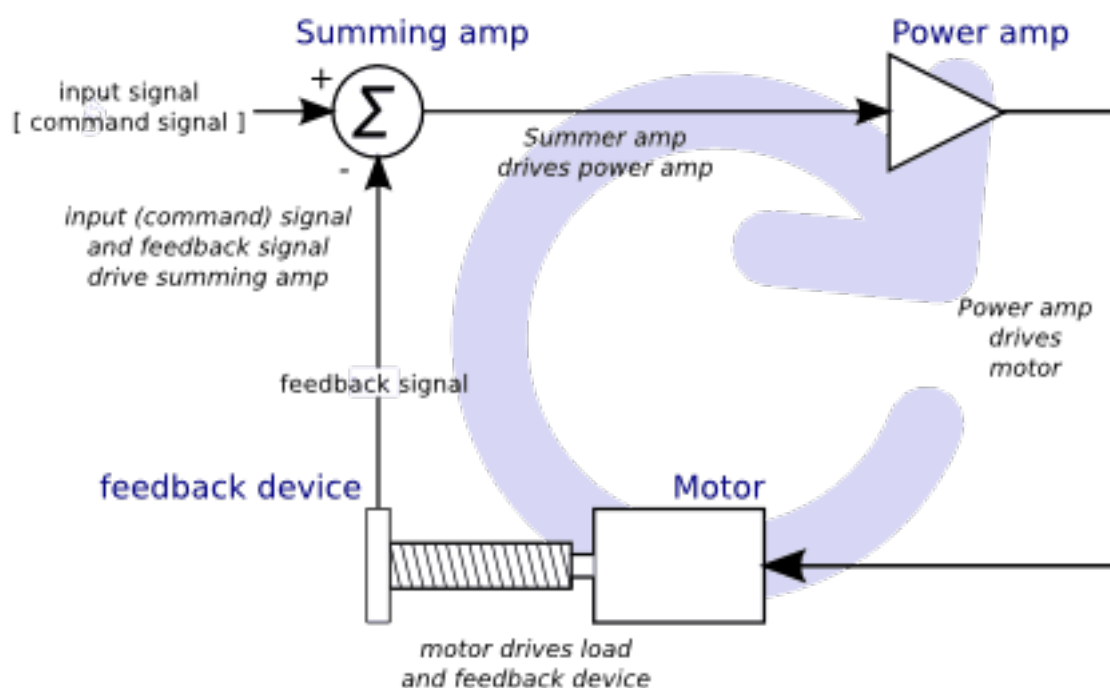 Summing amp
Power amp
+
input signal
[ command signal ]
Σ
Summer amp
drives power amp
-
input (command) signal
and feedback signal
drive summing amp
Power amp
drives
motor
feedback signal
feedback device
Motor
motor drives load
and feedback device